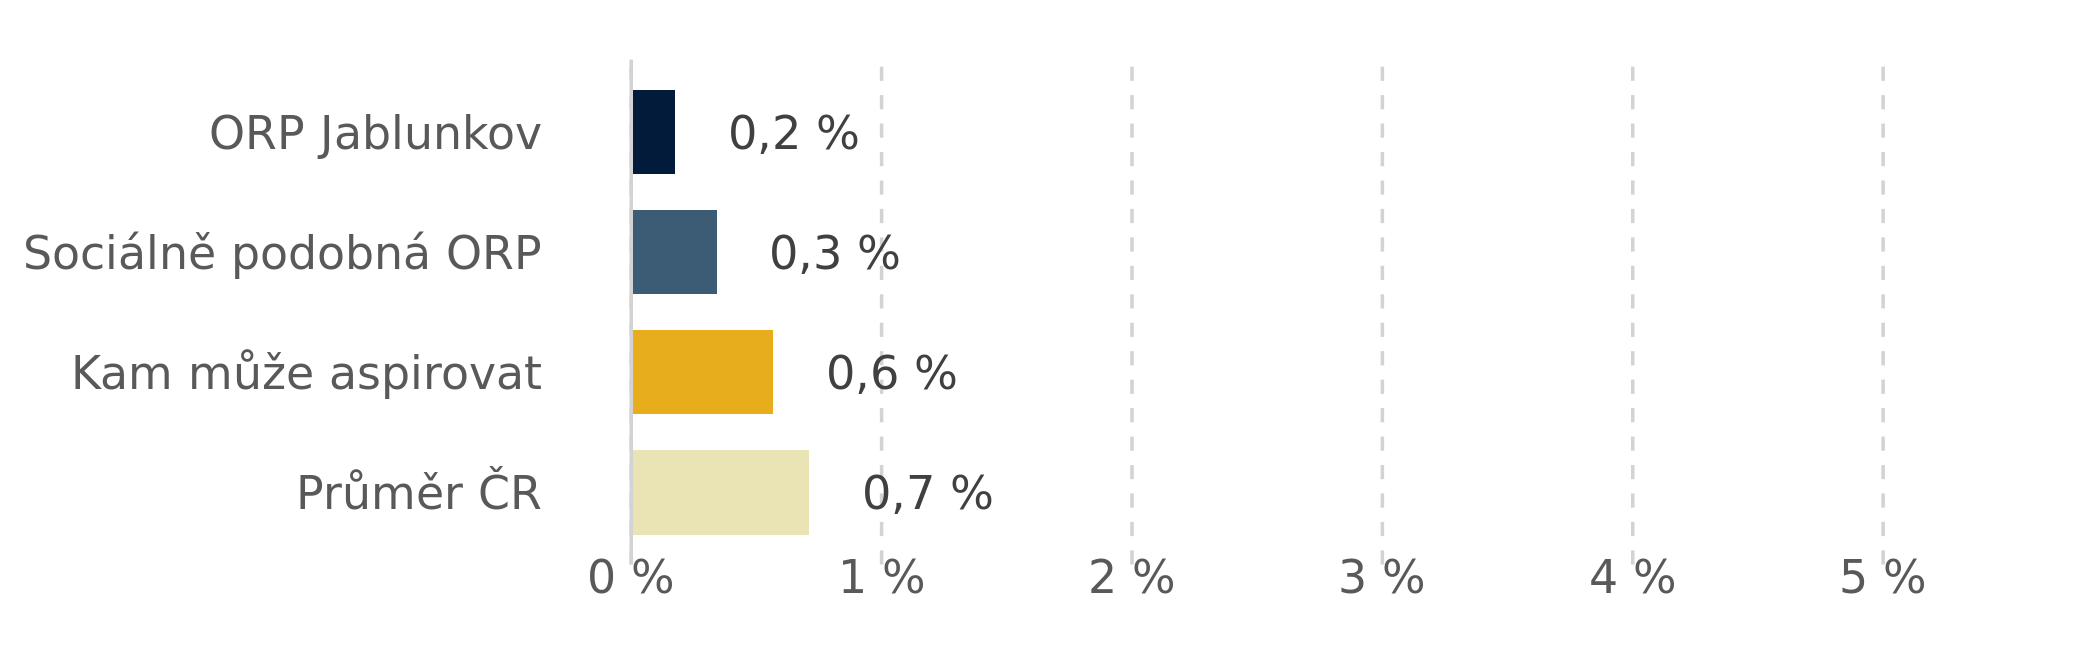 ORP Jablunkov 0,2 %
Sociálně podobná ORP 0,3 %
Kam může aspirovat 0,6 %
Průměr ČR 0,7 %
0 % 1 % 2 % 3 % 4 % 5 %